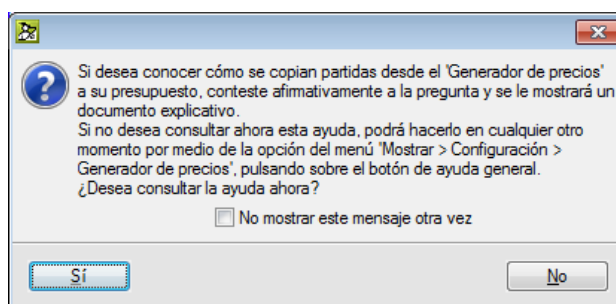 Si desea conocer cómo se copian partidas desde el 'Generador de precios'
a su presupuesto, conteste afirmativamente a la pregunta y se le mostrará un
documento explicativo.
Si no desea consultar ahora esta ayuda, podrá hacerlo en cualquier otro
momento por medio de la opción del menú 'Mostrar > Configuración >
Generador de precios', pulsando sobre el botón de ayuda general.
¿Desea consultar la ayuda ahora?
No mostrar este mensaje otra vez
Sí
No